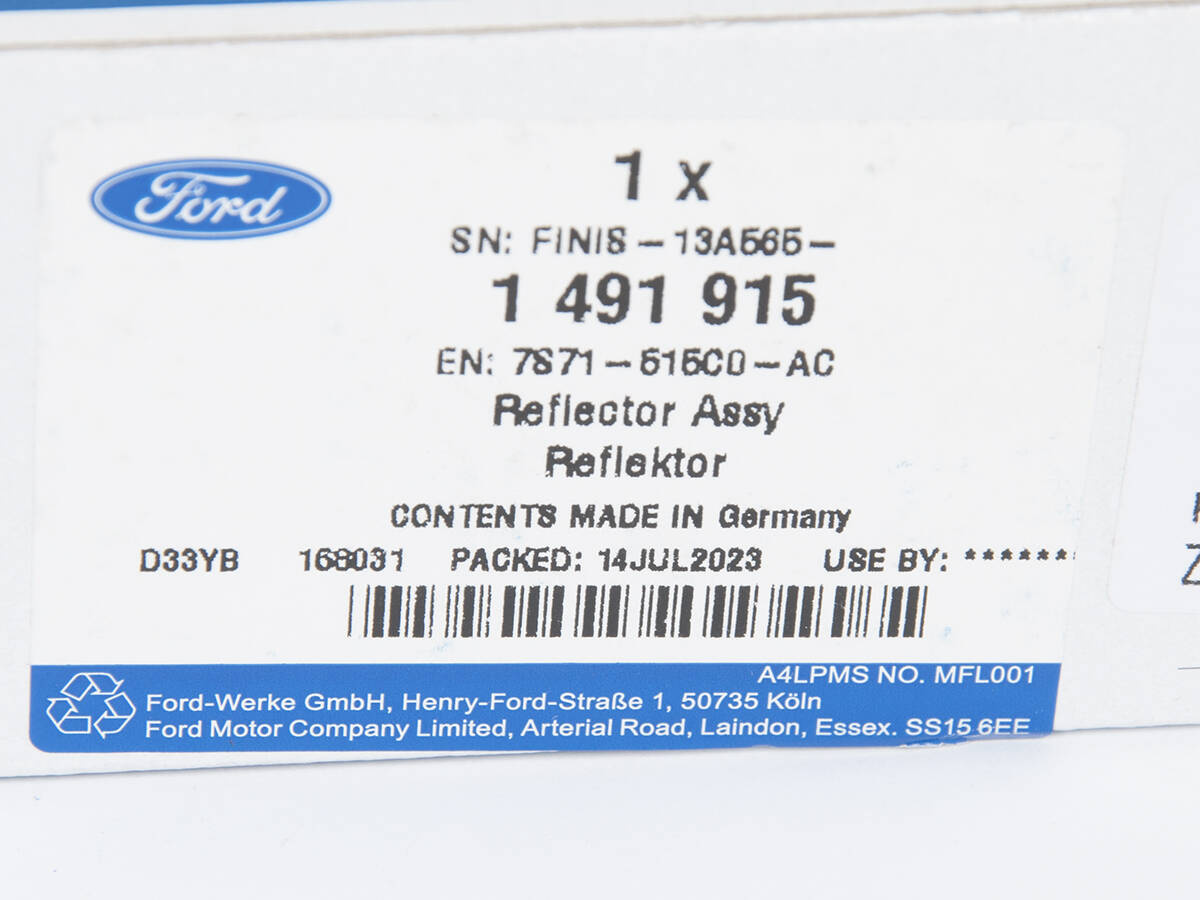 Ford
1 x
SN: FINIS – 13A565 –
1 491 915
EN: 7S71 – 515C0 – AC
Reflector Assy
Reflektor
CONTENTS MADE IN Germany
D33YB 168031 PACKED: 14JUL2023 USE BY: *******
A4LPMS NO. MFL001
Ford-Werke GmbH, Henry-Ford-Straße 1, 50735 Köln
Ford Motor Company Limited, Arterial Road, Laindon, Essex. SS15 6EE